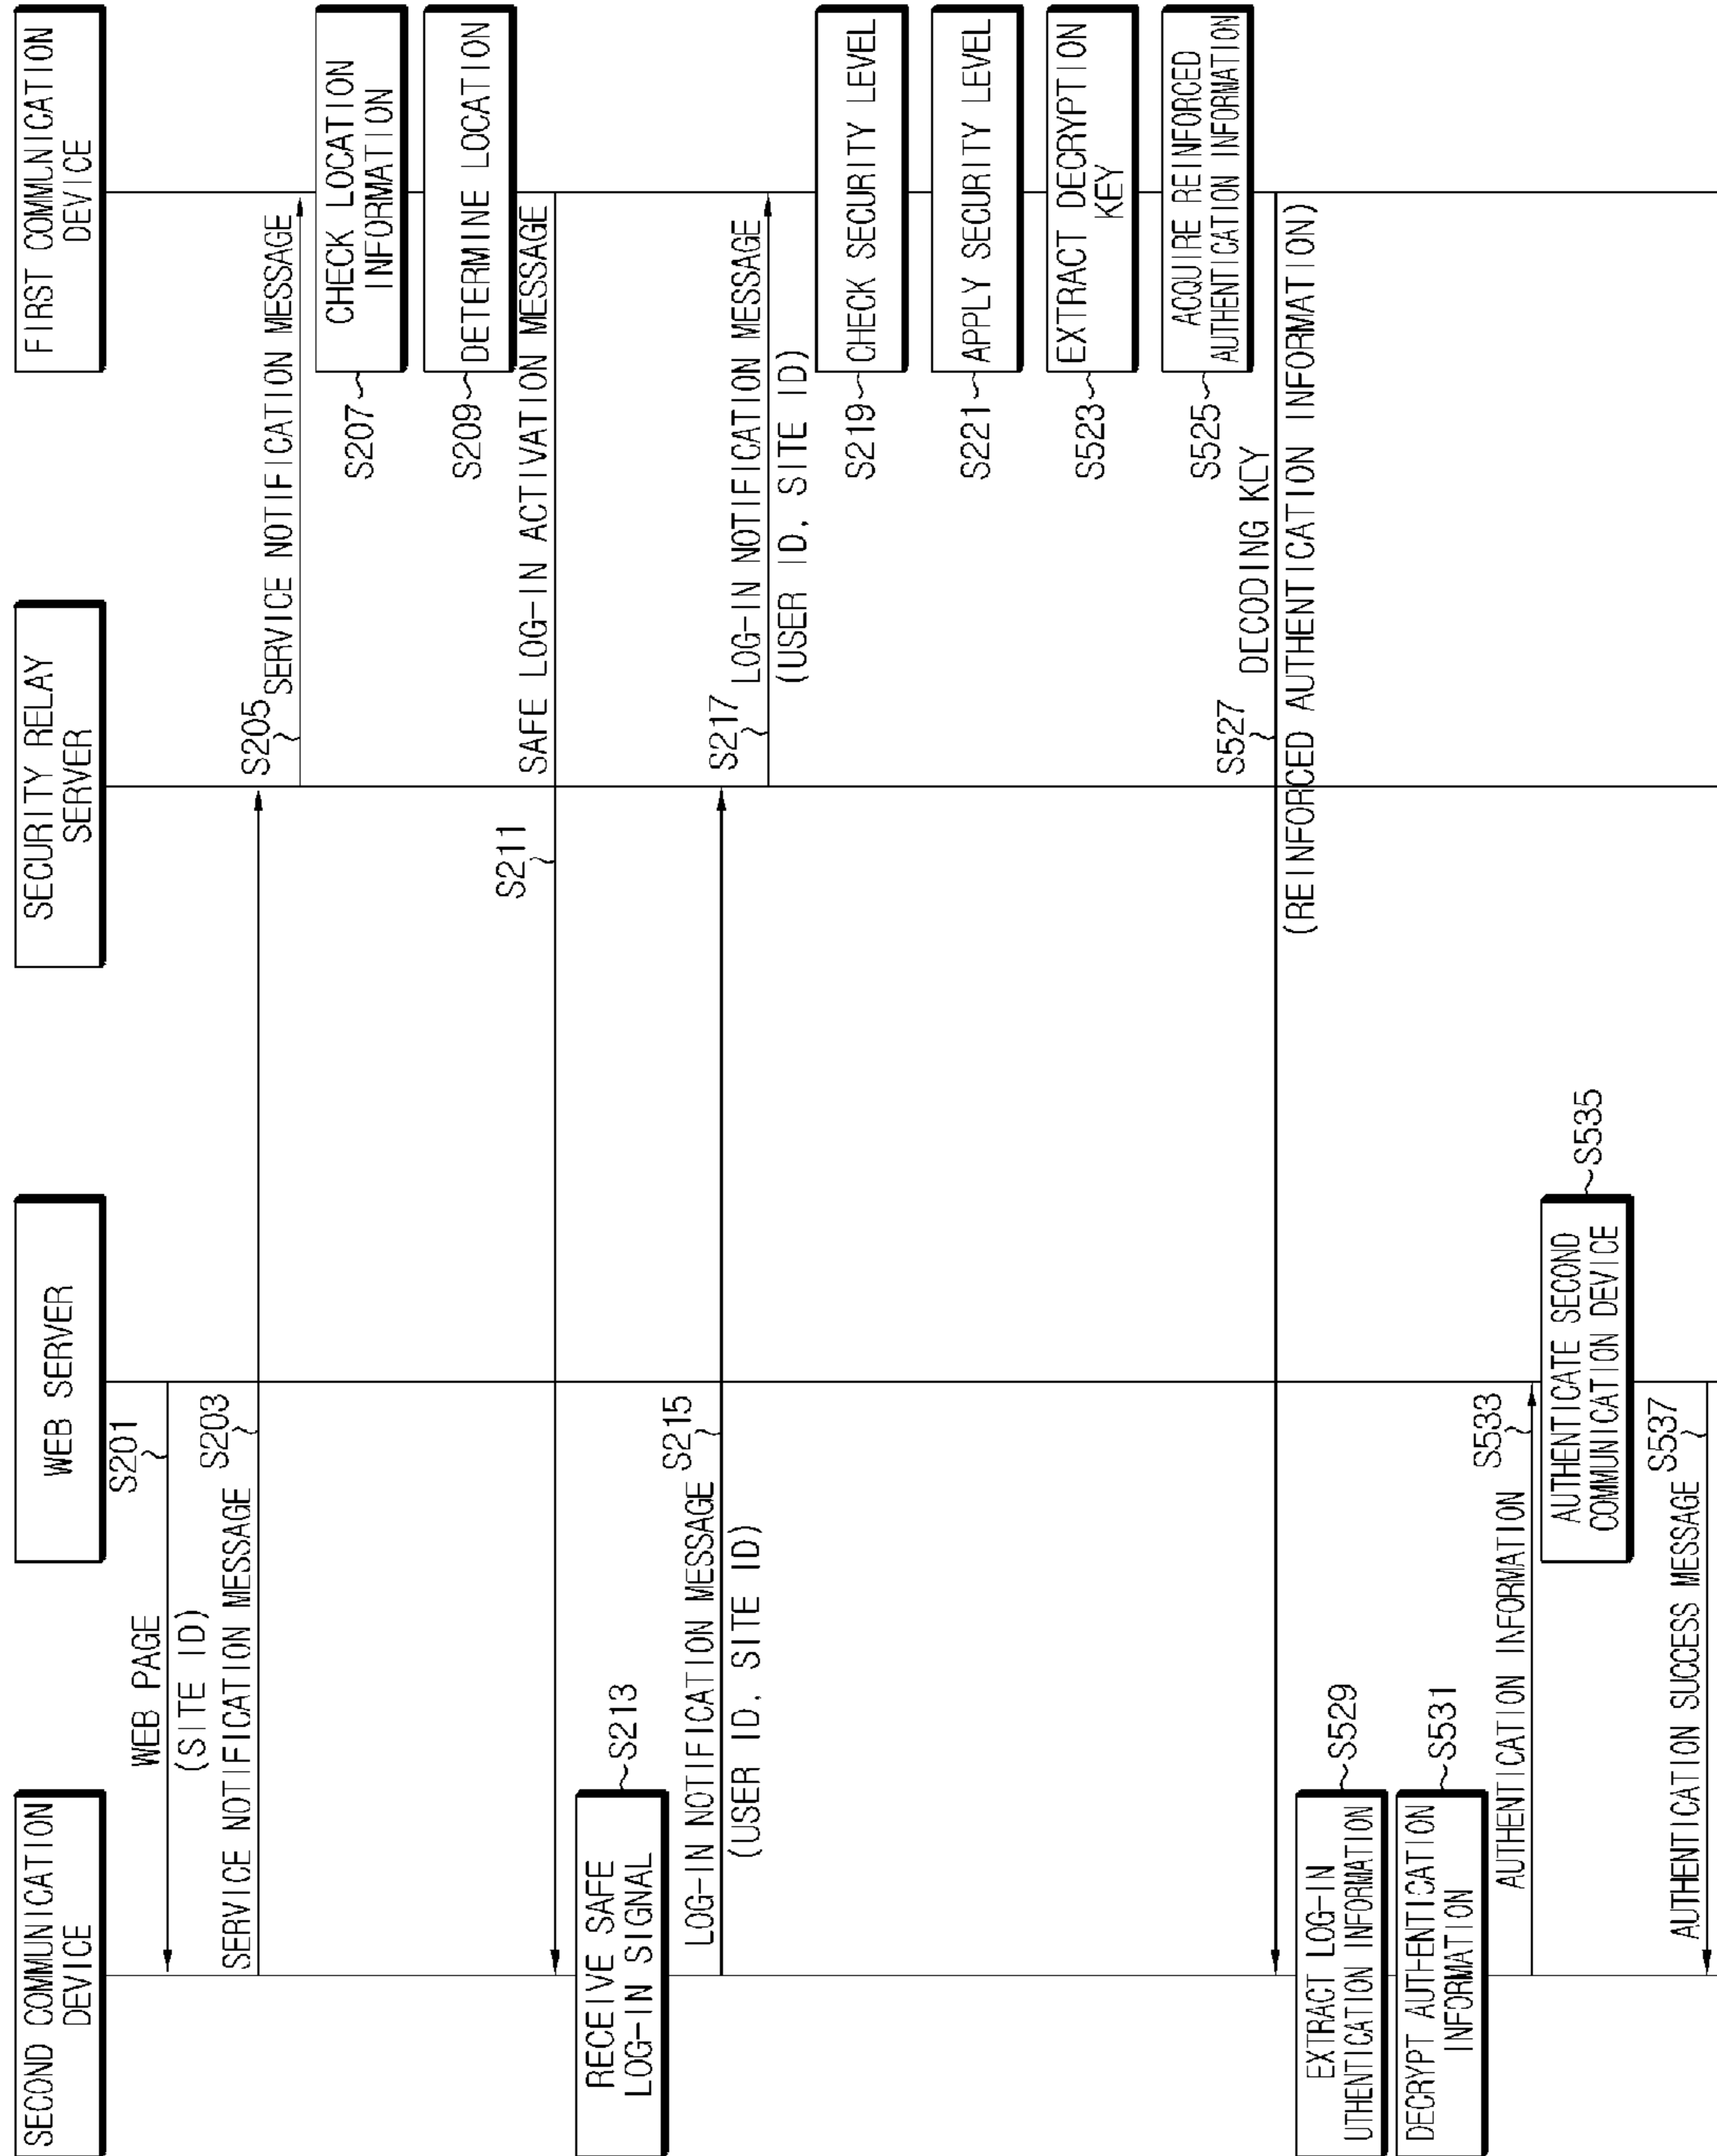 SECOND COMMUNICATION
DEVICE
WEB SERVER
SECURITY RELAY
SERVER
FIRST COMMUNICATION
DEVICE
S201
WEB PAGE
(SITE ID)
S203
SERVICE NOTIFICATION MESSAGE
S205
SERVICE NOTIFICATION MESSAGE
CHECK LOCATION
INFORMATION
S207
DETERMINE LOCATION
S209
SAFE LOG-IN ACTIVATION MESSAGE
S211
RECEIVE SAFE
LOG-IN SIGNAL
S213
LOG-IN NOTIFICATION MESSAGE
S215
(USER ID, SITE ID)
S217
LOG-IN NOTIFICATION MESSAGE
(USER ID, SITE ID)
S219
CHECK SECURITY LEVEL
S221
APPLY SECURITY LEVEL
S523
EXTRACT DECRYPTION
KEY
S525
ACQUIRE REINFORCED
AUTHENTICATION INFORMATION
S527
DECODING KEY
(REINFORCED AUTHENTICATION INFORMATION)
EXTRACT LOG-IN
UTHENTICATION INFORMATION
S529
DECRYPT AUTHENTICATION
INFORMATION
S531
AUTHENTICATION INFORMATION
S533
AUTHENTICATE SECOND
COMMUNICATION DEVICE
S535
AUTHENTICATION SUCCESS MESSAGE
S537